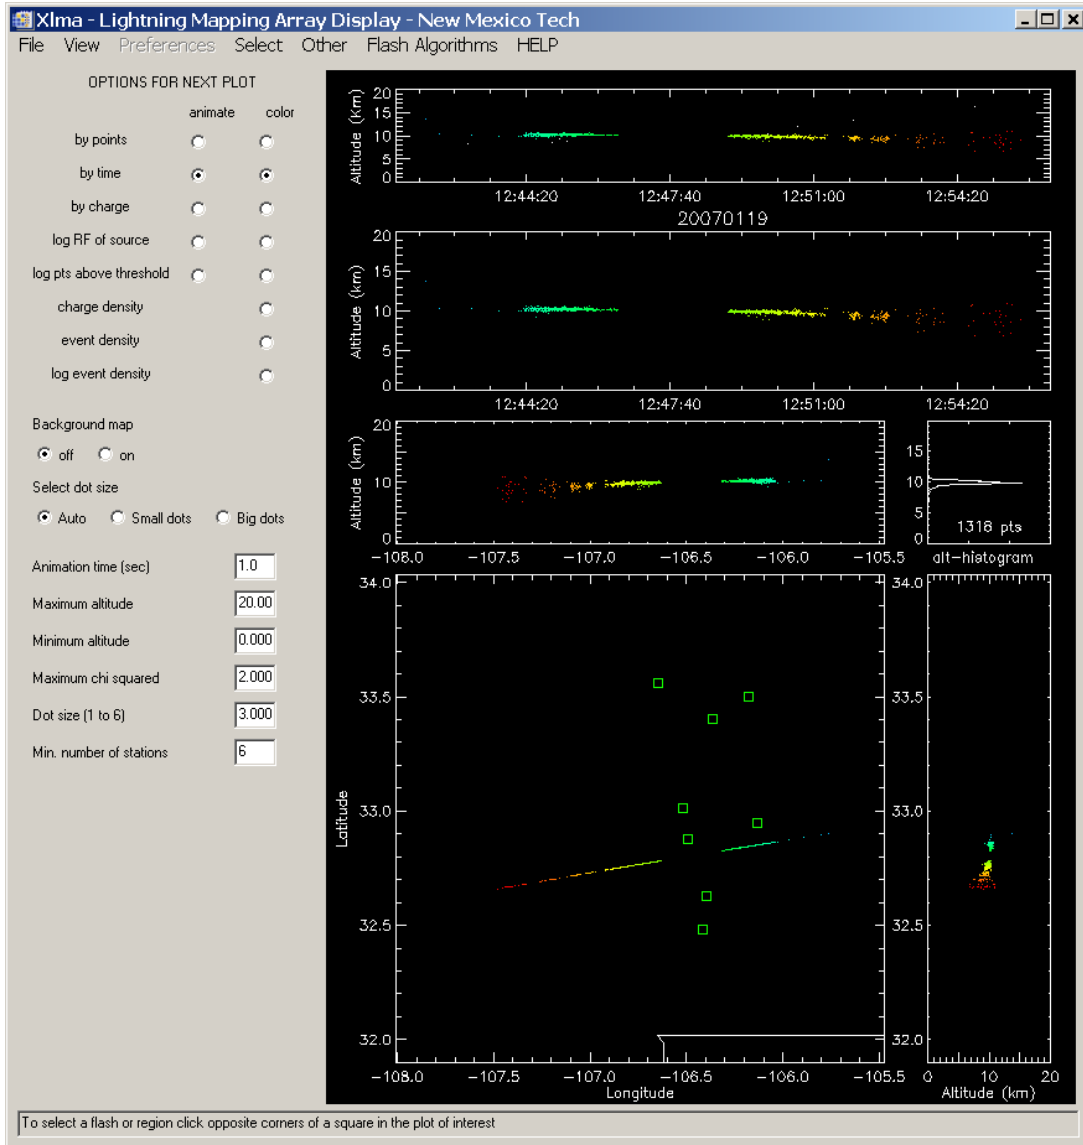 Xlma - Lightning Mapping Array Display - New Mexico Tech
File View Preferences Select Other Flash Algorithms HELP
OPTIONS FOR NEXT PLOT
animate color
by points
by time
by charge
log RF of source
log pts above threshold
charge density
event density
log event density
Background map
off on
Select dot size
Auto Small dots Big dots
Animation time (sec) 1.0
Maximum altitude 20.00
Minimum altitude 0.000
Maximum chi squared 2.000
Dot size (1 to 6) 3.000
Min. number of stations 6
Altitude (Km)
20
15
10
5
0
12:44:20 12:47:40 12:51:00 12:54:20
20070119
Altitude (km)
20
15
10
5
0
12:44:20 12:47:40 12:51:00 12:54:20
Altitude (km)
20
15
10
5
0
-108.0 -107.5 -107.0 -106.5 -106.0 -105.5
15
10
5
0
1318 pts
alt-histogram
Latitude
34.0
33.5
33.0
32.5
32.0
-108.0 -107.5 -107.0 -106.5 -106.0 -105.5
Longitude
34.0
33.5
33.0
32.5
32.0
0 10 20
Altitude (km)
To select a flash or region click opposite corners of a square in the plot of interest